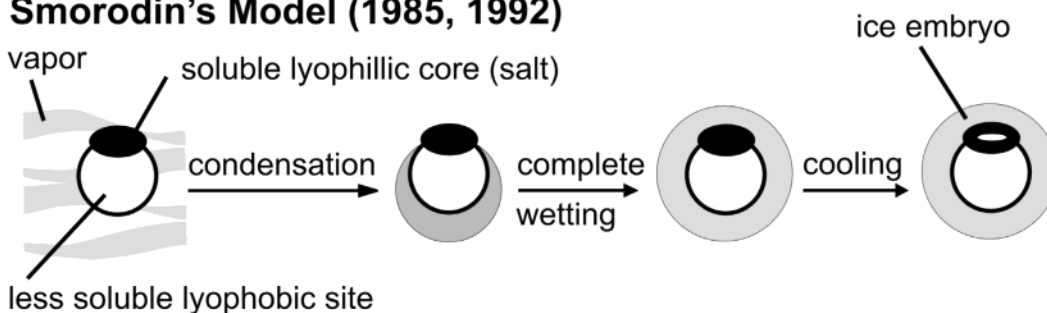 Smorodin's Model (1985, 1992)
ice embryo
vapor
soluble lyophillic core (salt)
condensation
complete
wetting
cooling
less soluble lyophobic site